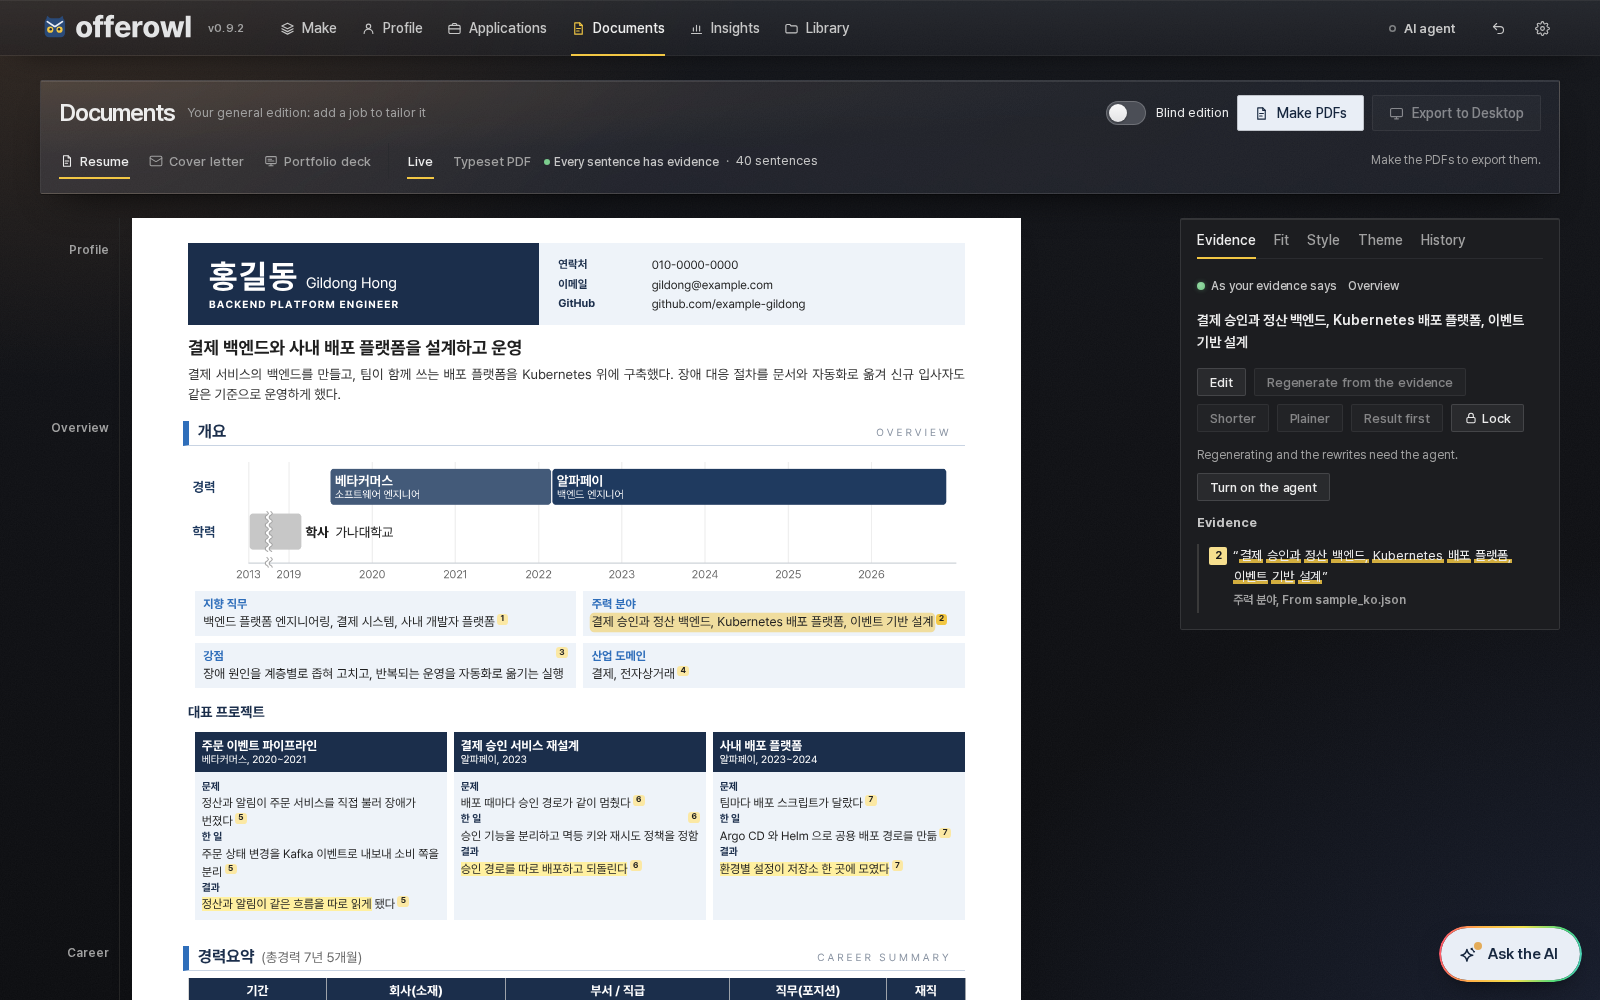 offerowl v0.9.2 Make Profile Applications Documents Insights Library AI agent
Documents Your general edition: add a job to tailor it Blind edition Make PDFs Export to Desktop
Resume Cover letter Portfolio deck Live Typeset PDF Every sentence has evidence · 40 sentences Make the PDFs to export them.
Profile
Overview
Career
홍길동 Gildong Hong
BACKEND PLATFORM ENGINEER
연락처 010-0000-0000
이메일 gildong@example.com
GitHub github.com/example-gildong
결제 백엔드와 사내 배포 플랫폼을 설계하고 운영
결제 서비스의 백엔드를 만들고, 팀이 함께 쓰는 배포 플랫폼을 Kubernetes 위에 구축했다. 장애 대응 절차를 문서와 자동화로 옮겨 신규 입사자도
같은 기준으로 운영하게 했다.
개요 OVERVIEW
경력
베타커머스
소프트웨어 엔지니어
알파페이
백엔드 엔지니어
학력 학사 가나대학교
2013 2019 2020 2021 2022 2023 2024 2025 2026
지향 직무
백엔드 플랫폼 엔지니어링, 결제 시스템, 사내 개발자 플랫폼 1
주력 분야
결제 승인과 정산 백엔드, Kubernetes 배포 플랫폼, 이벤트 기반 설계 2
강점 3
장애 원인을 계층별로 좁혀 고치고, 반복되는 운영을 자동화로 옮기는 실행
산업 도메인
결제, 전자상거래 4
대표 프로젝트
주문 이벤트 파이프라인
베타커머스, 2020–2021
문제
정산과 알림이 주문 서비스를 직접 불러 장애가
번졌다 5
한 일
주문 상태 변경을 Kafka 이벤트로 내보내 소비 쪽을
분리 5
결과
정산과 알림이 같은 흐름을 따로 읽게 됐다 5
결제 승인 서비스 재설계
알파페이, 2023
문제
배포 때마다 승인 경로가 같이 멈췄다 6
한 일 6
승인 기능을 분리하고 멱등 키와 재시도 정책을 정함
결과
승인 경로를 따로 배포하고 되돌린다 6
사내 배포 플랫폼
알파페이, 2023–2024
문제
팀마다 배포 스크립트가 달랐다 7
한 일
Argo CD 와 Helm 으로 공용 배포 경로를 만듦 7
결과
환경별 설정이 저장소 한 곳에 모였다 7
경력요약 (총경력 7년 5개월) CAREER SUMMARY
기간 회사(소재) 부서 / 직급 직무(포지션) 재직
Evidence Fit Style Theme History
As your evidence says Overview
결제 승인과 정산 백엔드, Kubernetes 배포 플랫폼, 이벤트
기반 설계
Edit Regenerate from the evidence
Shorter Plainer Result first Lock
Regenerating and the rewrites need the agent.
Turn on the agent
Evidence
2 “결제 승인과 정산 백엔드, Kubernetes 배포 플랫폼,
이벤트 기반 설계”
주력 분야, From sample_ko.json
Ask the AI